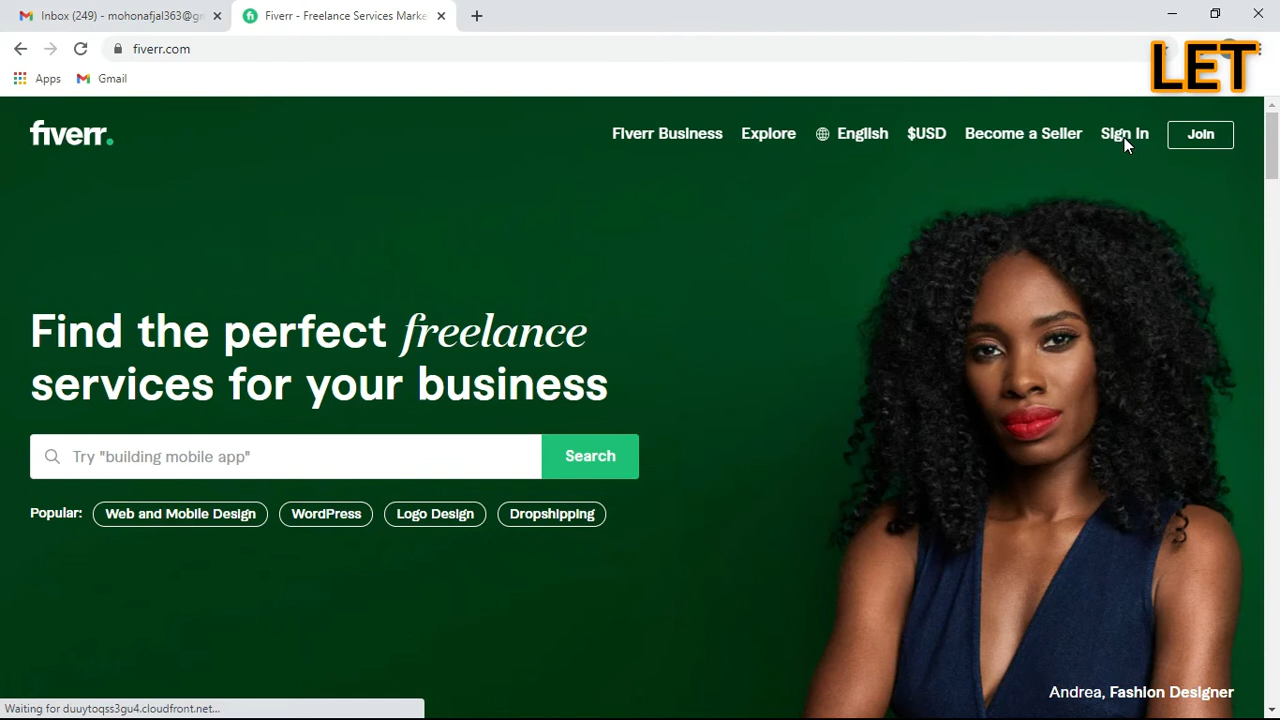 Inbox (249) - mohonafjal363@gm
Fiverr - Freelance Services Marke
fiverr.com
LET
Apps
Gmail
fiverr.
Fiverr Business
Explore
English
$USD
Become a Seller
Sign In
Join
Find the perfect freelance
services for your business
Try "building mobile app"
Search
Popular:
Web and Mobile Design
WordPress
Logo Design
Dropshipping
Andrea, Fashion Designer
Waiting for duuytoqss3gu4.cloudfront.net...